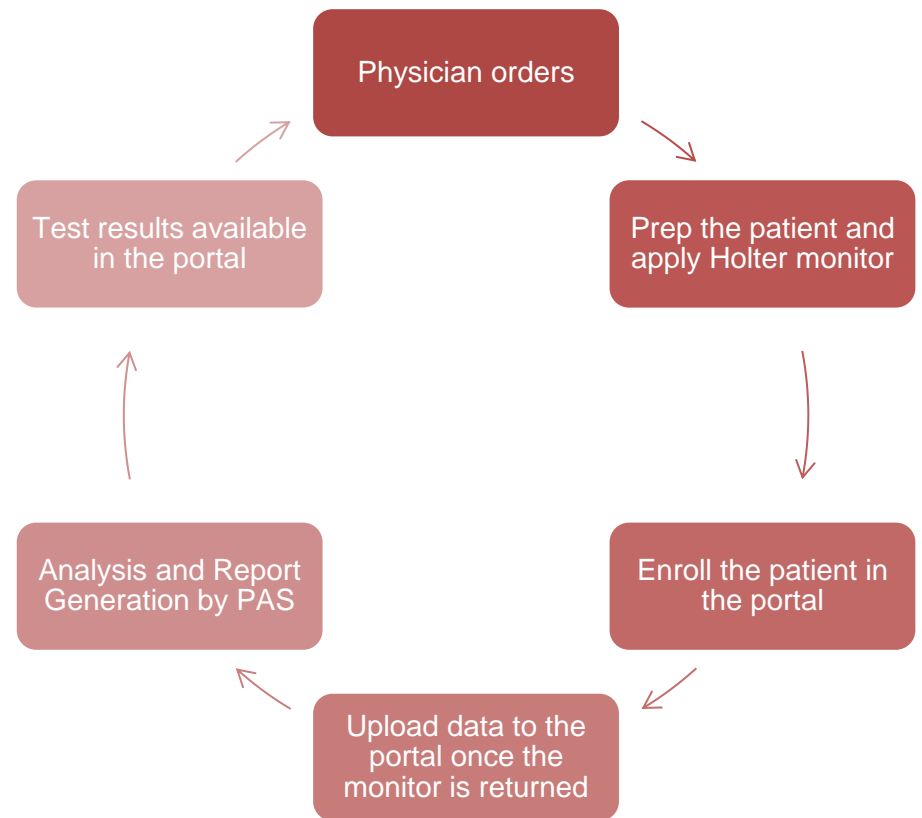 Physician orders
Prep the patient and
apply Holter monitor
Enroll the patient in
the portal
Upload data to the
portal once the
monitor is returned
Analysis and Report
Generation by PAS
Test results available
in the portal